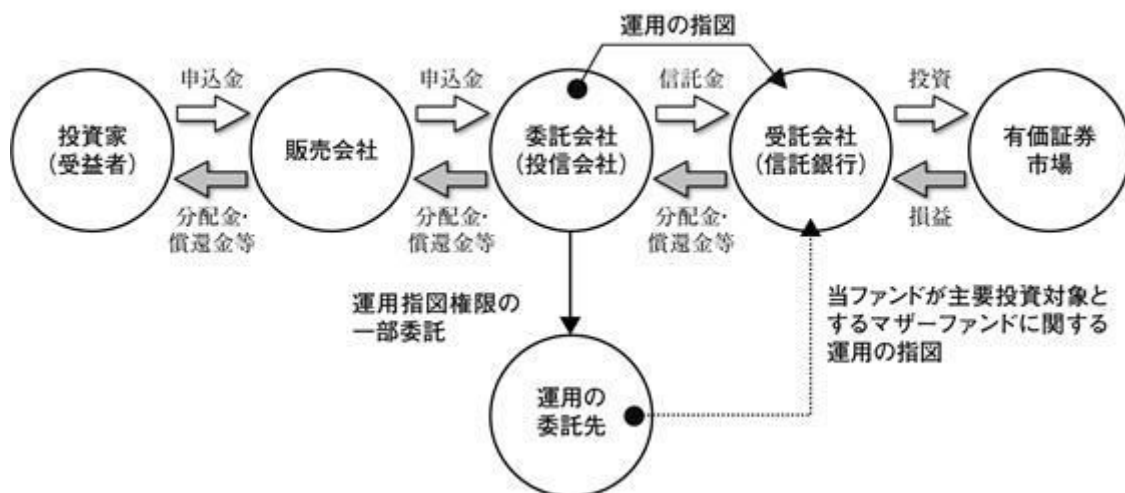 運用の指図
申込金
申込金
信託金
投資
投資家
（受益者）
販売会社
委託会社
（投信会社）
受託会社
（信託銀行）
有価証券
市場
分配金・
償還金等
分配金・
償還金等
分配金・
償還金等
損益
運用指図権限の
一部委託
当ファンドが主要投資対象と
するマザーファンドに関する
運用の指図
運用の
委託先